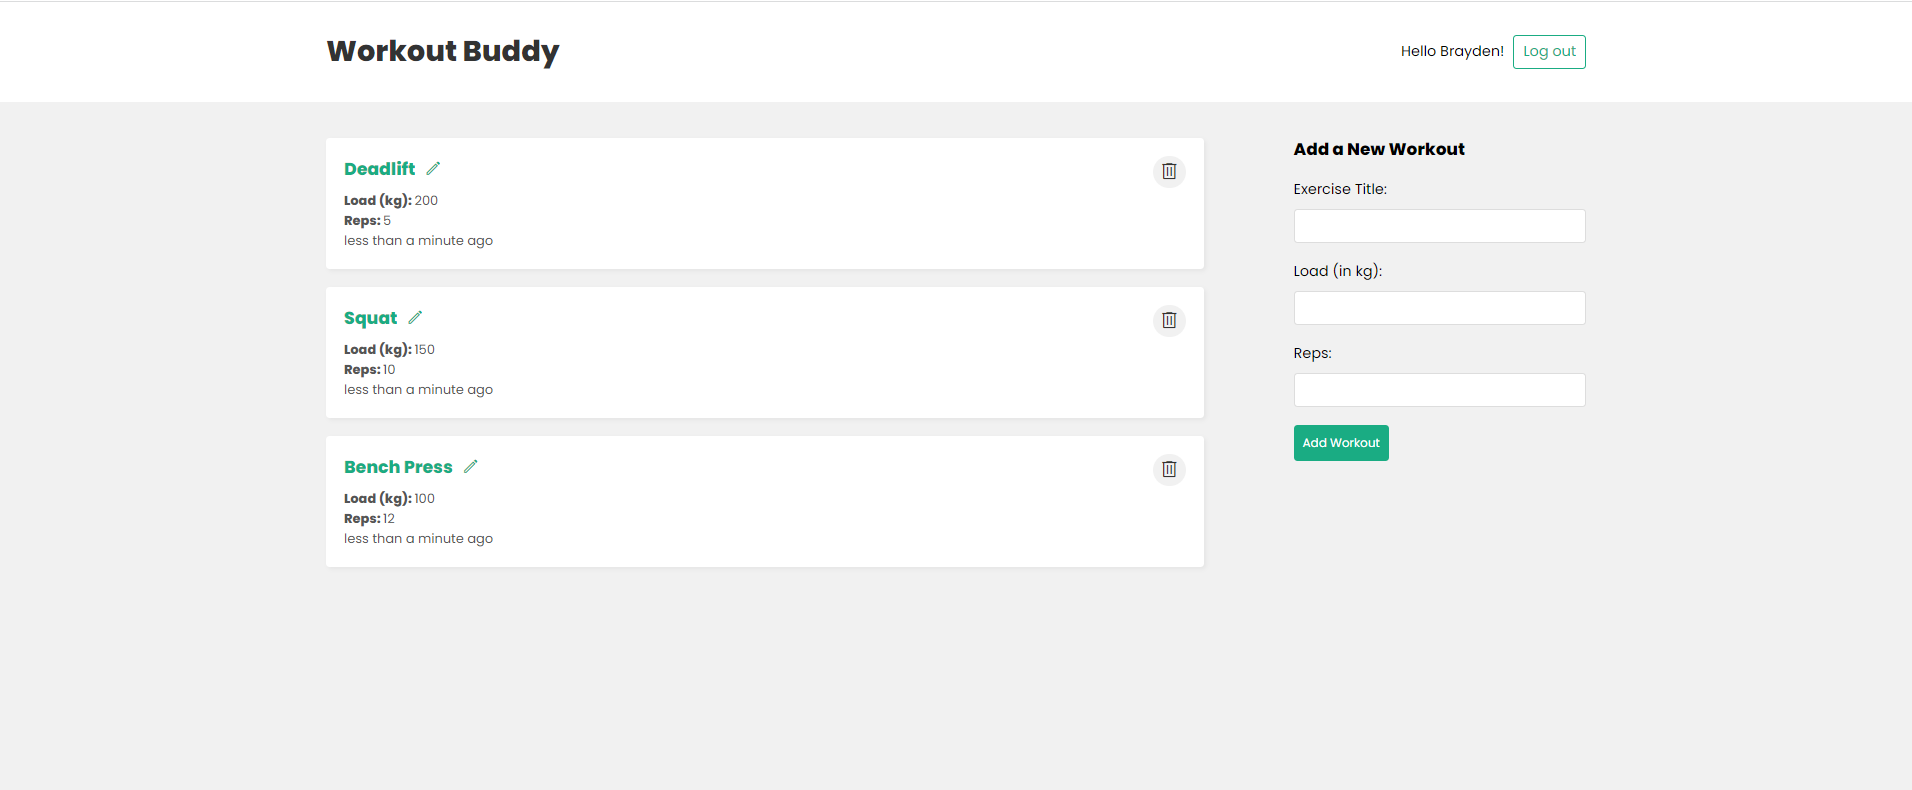 Workout Buddy
Hello Brayden! Log out
Deadlift
Load (kg): 200
Reps: 5
less than a minute ago
Squat
Load (kg): 150
Reps: 10
less than a minute ago
Bench Press
Load (kg): 100
Reps: 12
less than a minute ago
Add a New Workout
Exercise Title:
Load (in kg):
Reps:
Add Workout